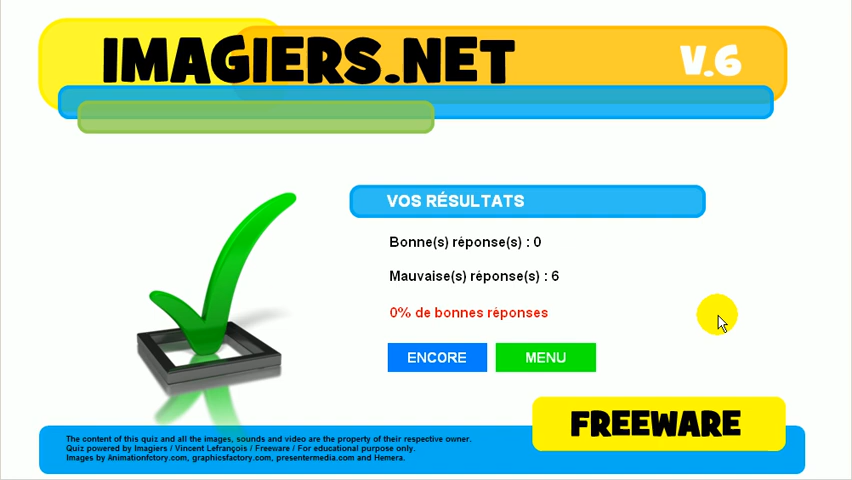 IMAGIERS.NET
V.6
VOS RÉSULTATS
Bonne(s) réponse(s) : 0
Mauvaise(s) réponse(s) : 6
0% de bonnes réponses
ENCORE
MENU
FREEWARE
The content of this quiz and all the images, sounds and video are the property of their respective owner.
Quiz powered by Imagiers / Vincent Lefrançois / Freeware / For educational purpose only.
Images by Animationfctory.com, graphicsfactory.com, presentermedia.com and Hemera.